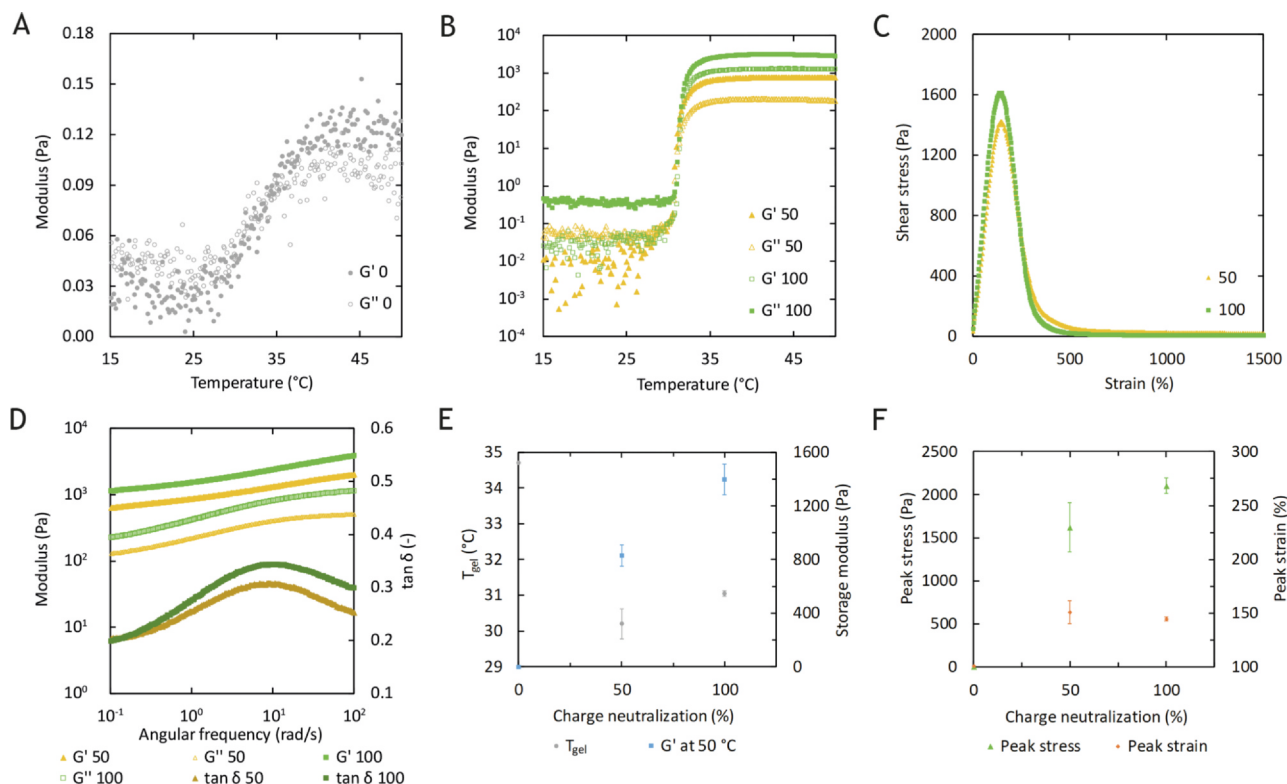 A
0.18
0.15
0.12
0.09
0.06
0.03
0.00
Modulus (Pa)
15 25 35 45
Temperature (°C)
G' 0
G'' 0
B
10⁴
10³
10²
10¹
10⁰
10⁻¹
10⁻²
10⁻³
10⁻⁴
Modulus (Pa)
15 25 35 45
Temperature (°C)
G' 50
G'' 50
G' 100
G'' 100
C
2000
1600
1200
800
400
0
Shear stress (Pa)
0 500 1000 1500
Strain (%)
50
100
D
10⁴
10³
10²
10¹
10⁰
Modulus (Pa)
0.6
0.5
0.4
0.3
0.2
0.1
tan δ (-)
10⁻¹ 10⁰ 10¹ 10²
Angular frequency (rad/s)
G' 50 G'' 50 G' 100
G'' 100 tan δ 50 tan δ 100
E
35
34
33
32
31
30
29
Tgel (°C)
1600
1200
800
400
0
Storage modulus (Pa)
0 50 100
Charge neutralization (%)
Tgel G' at 50 °C
F
2500
2000
1500
1000
500
0
Peak stress (Pa)
300
250
200
150
100
Peak strain (%)
0 50 100
Charge neutralization (%)
Peak stress Peak strain